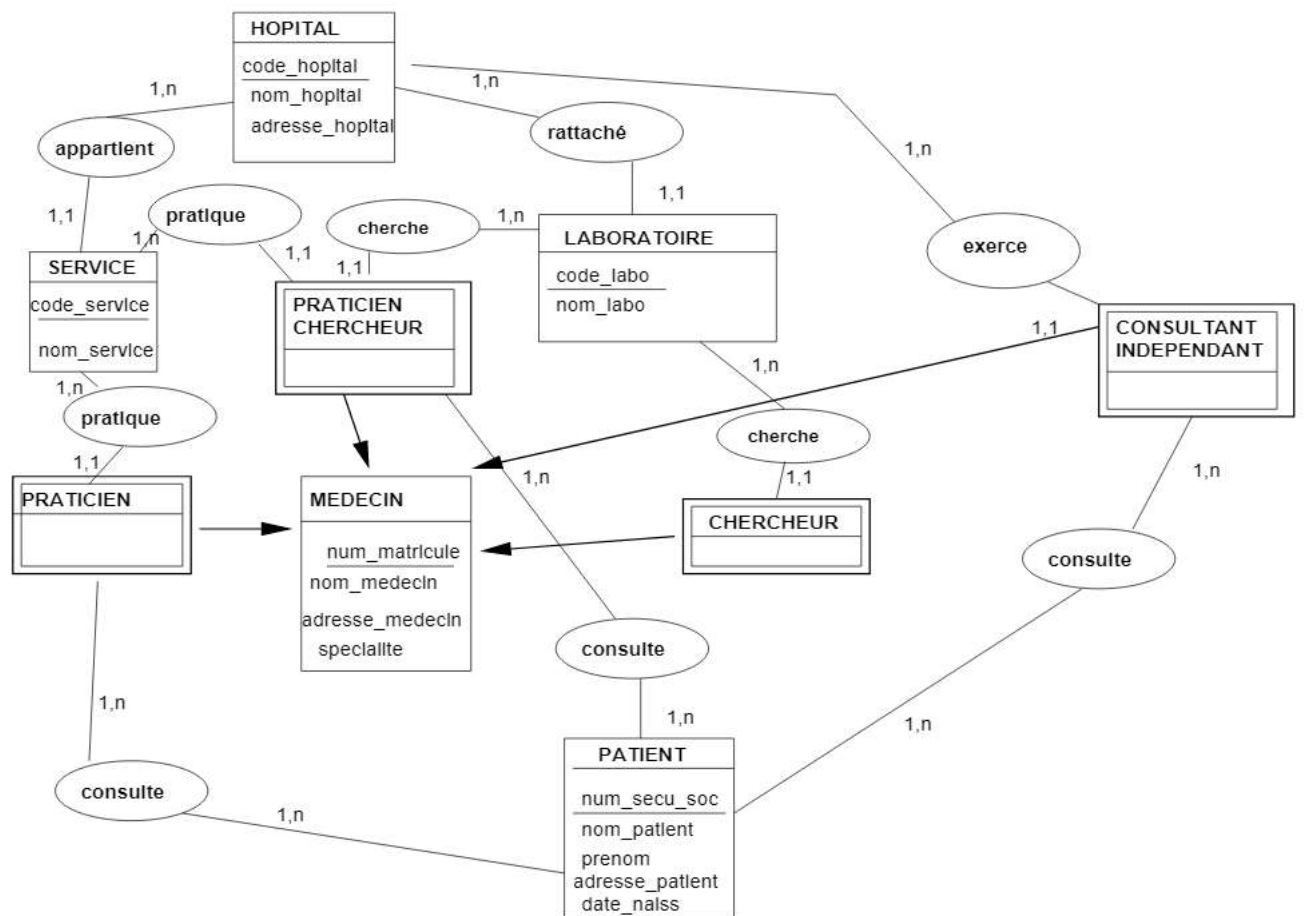 HOPITAL
code_hopital
nom_hopital
adresse_hopital
1,n
1,n
1,n
appartient
rattaché
1,1
1,1
pratique
1,n
1,1
cherche
1,n
1,1
LABORATOIRE
code_labo
nom_labo
exerce
SERVICE
code_service
nom_service
PRATICIEN
CHERCHEUR
1,1
CONSULTANT
INDEPENDANT
1,n
pratique
1,1
1,n
cherche
1,1
PRATICIEN
MEDECIN
num_matricule
nom_medecin
adresse_medecin
specialite
1,n
CHERCHEUR
1,n
consulte
consulte
1,n
1,n
1,n
consulte
1,n
PATIENT
num_secu_soc
nom_patient
prenom
adresse_patient
date_naiss